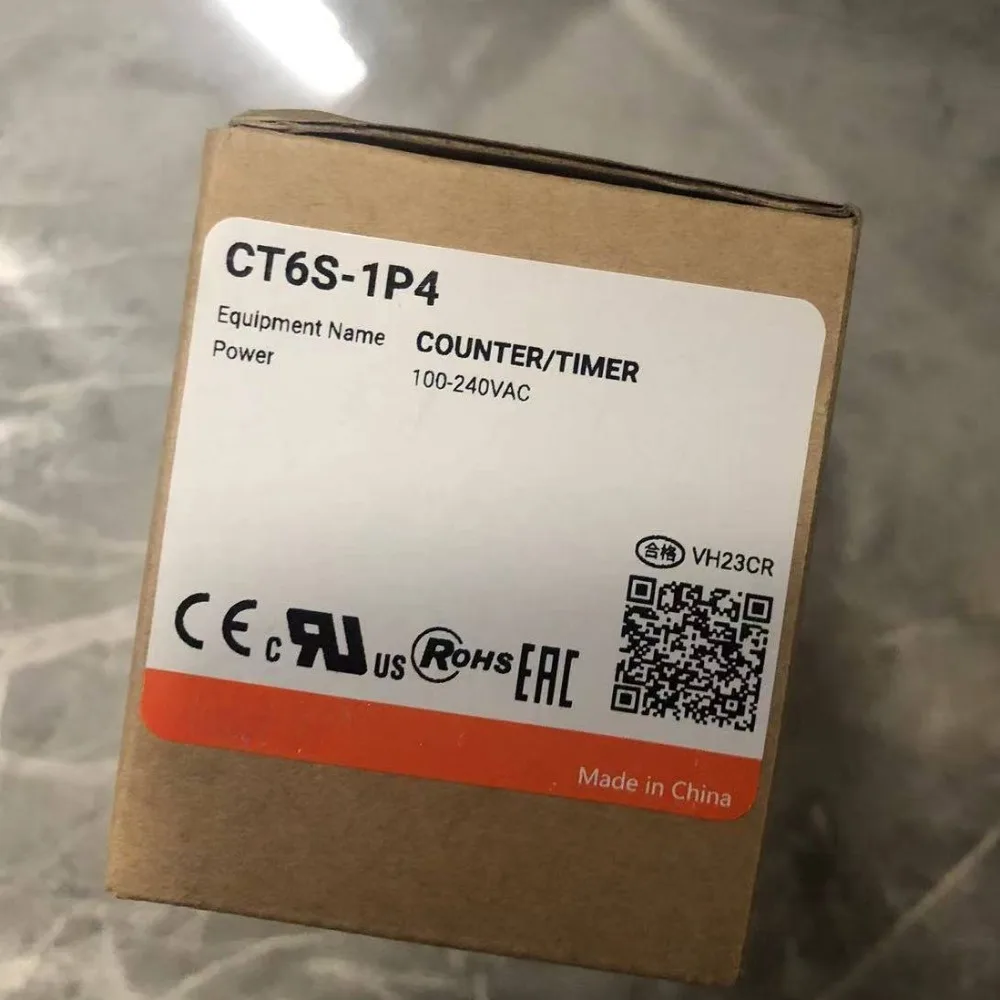 CT6S-1P4
Equipment Name COUNTER/TIMER
Power 100-240VAC
合格 VH23CR
CE c RU US RoHS EAC
Made in China